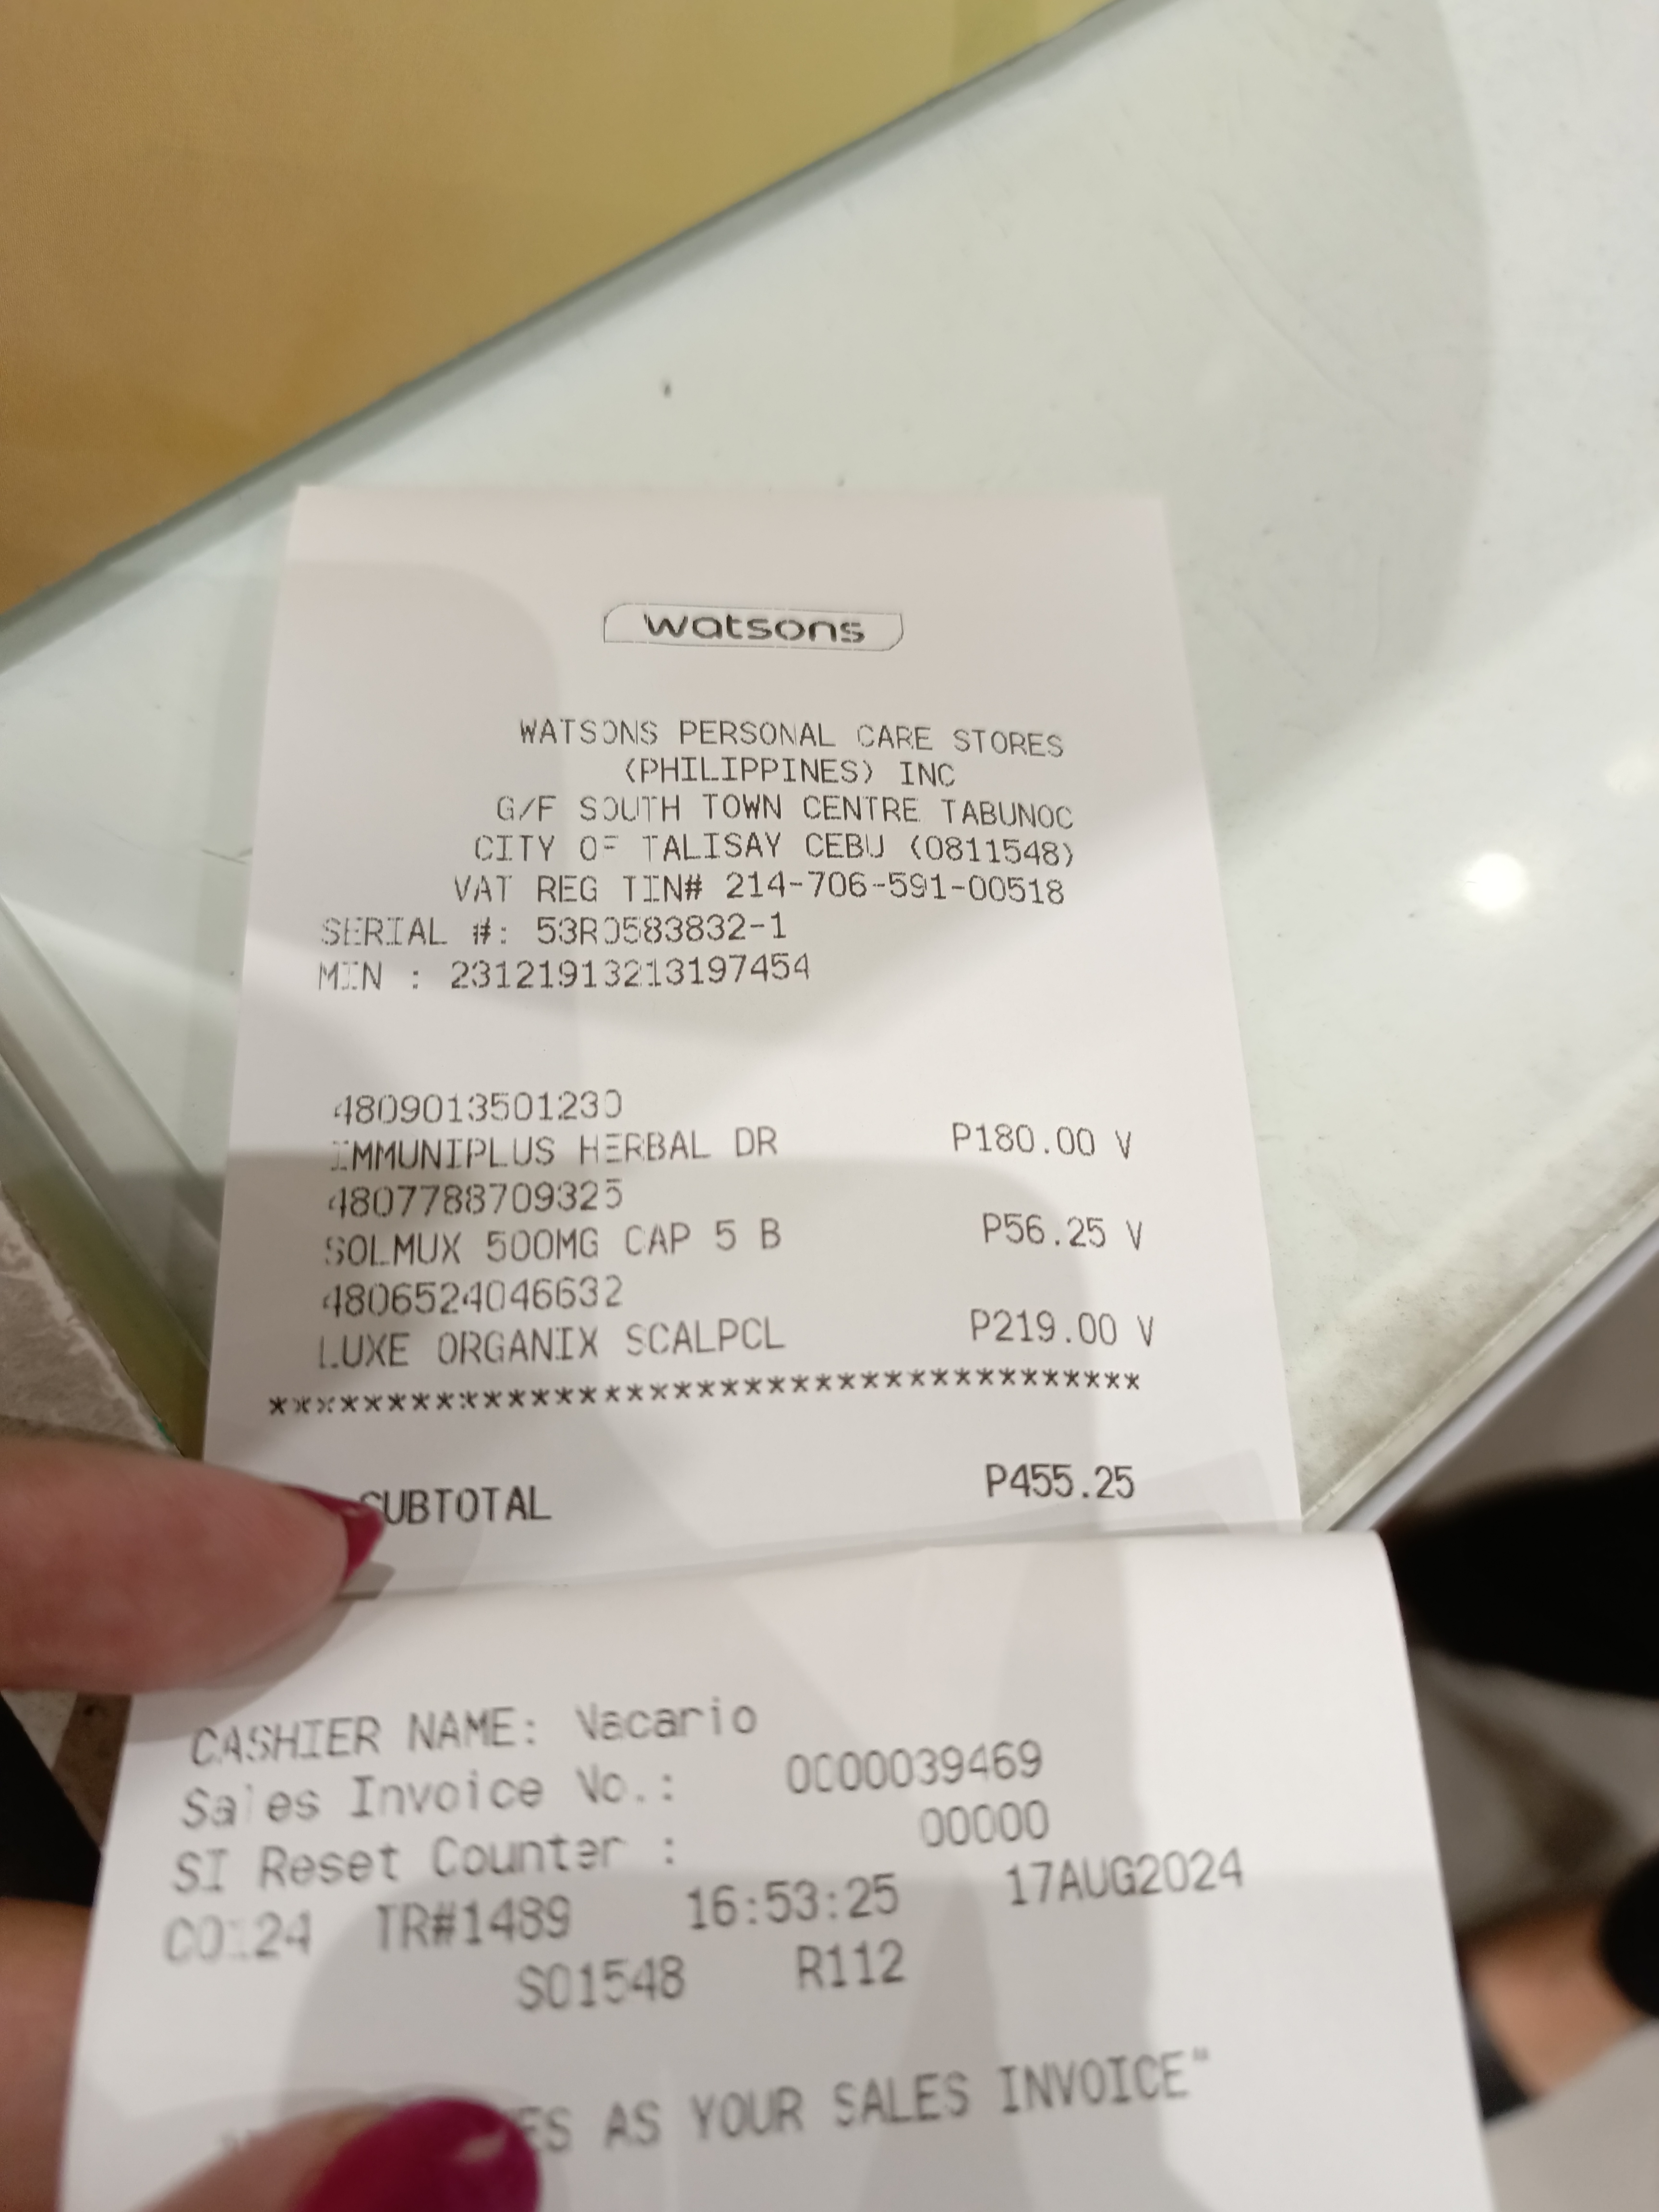 watsons
WATSONS PERSONAL CARE STORES
(PHILIPPINES) INC
G/F SOUTH TOWN CENTRE TABUNOC
CITY OF TALISAY CEBU (0811548)
VAT REG TIN# 214-706-591-00518
SERIAL #: 53R0583832-1
MIN : 23121913213197454
4809013501230
IMMUNIPLUS HERBAL DR P180.00 V
4807788709325
SOLMUX 500MG CAP 5 B P56.25 V
4806524046632
LUXE ORGANIX SCALPCL P219.00 V
*************************************
SUBTOTAL P455.25
CASHIER NAME: Vacario
Sales Invoice No.: 0000039469
SI Reset Counter : 00000
TR#1489 16:53:25 17AUG2024
S01548 R112
AS YOUR SALES INVOICE"